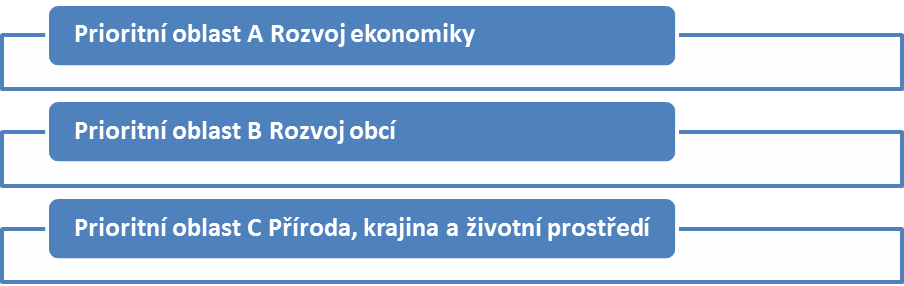 Prioritní oblast A Rozvoj ekonomiky
Prioritní oblast B Rozvoj obcí
Prioritní oblast C Příroda, krajina a životní prostředí